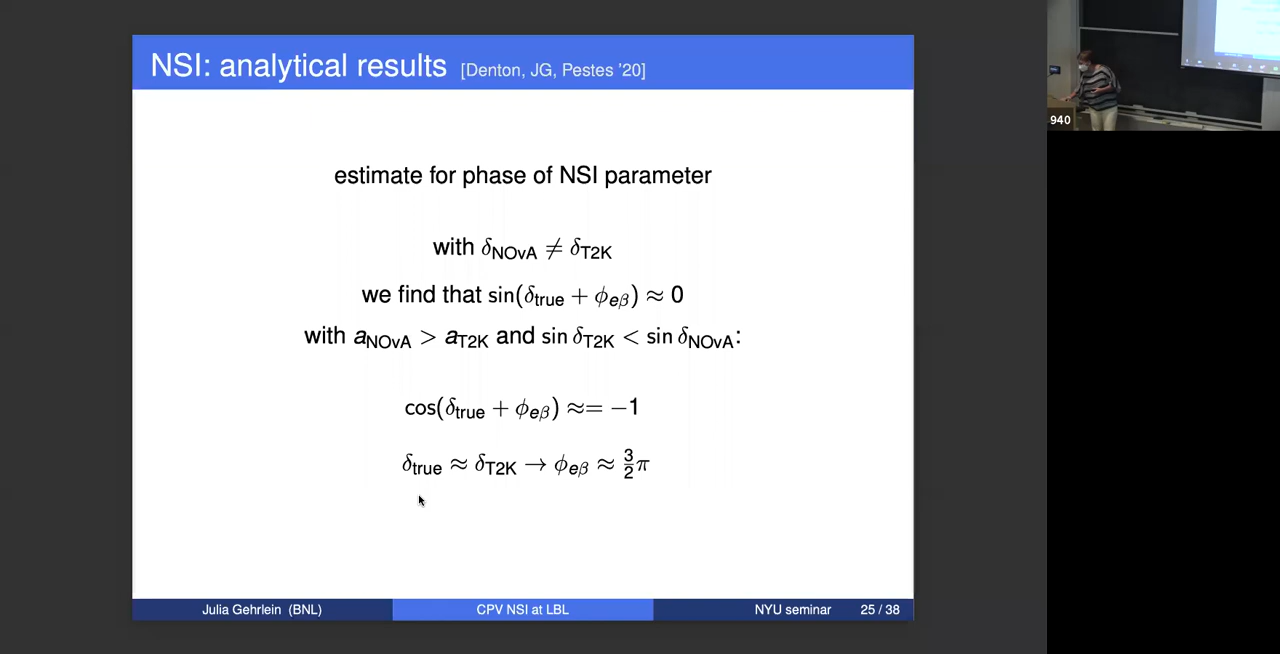 NSI: analytical results [Denton, JG, Pestes '20]
estimate for phase of NSI parameter
with δ_NOvA ≠ δ_T2K
we find that sin(δ_true + ϕ_eβ) ≈ 0
with a_NOvA > a_T2K and sin δ_T2K < sin δ_NOvA:
cos(δ_true + ϕ_eβ) ≈= −1
δ_true ≈ δ_T2K → ϕ_eβ ≈ 3/2 π
Julia Gehrlein (BNL) CPV NSI at LBL NYU seminar 25 / 38
940